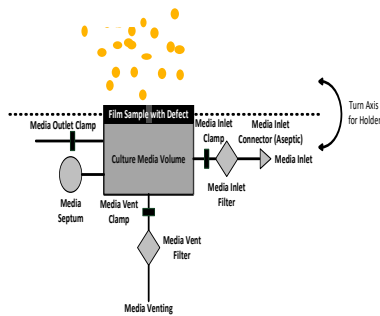 Turn Axis
for Holder
Film Sample with Defect
Media Outlet Clamp
Media Inlet
Clamp
Media Inlet
Connector (Aseptic)
Culture Media Volume
Media Inlet
Media
Septum
Media Vent
Clamp
Media Inlet
Filter
Media Vent
Filter
Media Venting